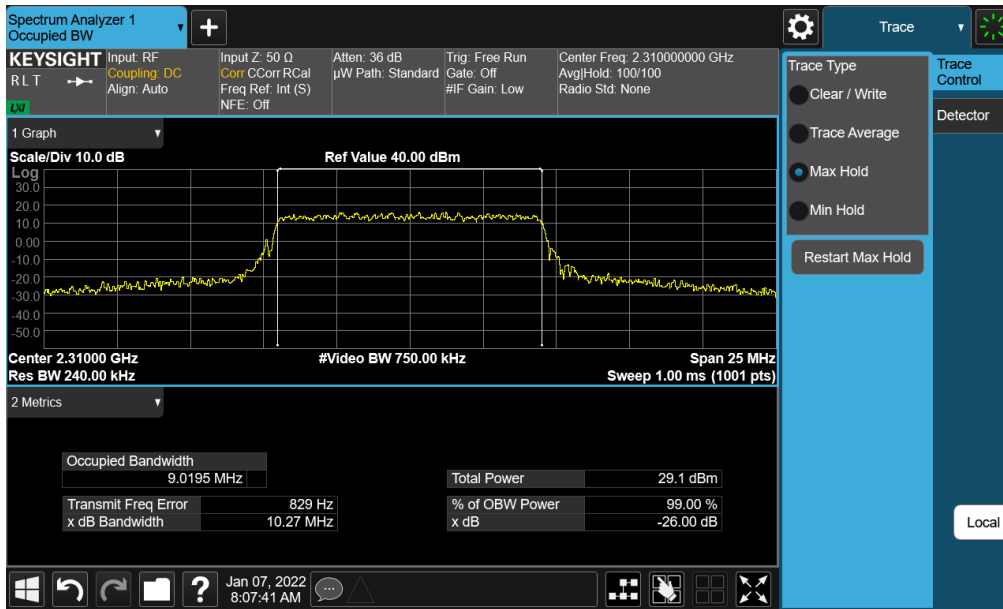 Spectrum Analyzer 1
Occupied BW
+
Trace
KEYSIGHT
R L T
LXI
Input: RF
Coupling: DC
Align: Auto
Input Z: 50 Ω
Corr CCorr RCal
Freq Ref: Int (S)
NFE: Off
Atten: 36 dB
µW Path: Standard
Trig: Free Run
Gate: Off
#IF Gain: Low
Center Freq: 2.310000000 GHz
Avg|Hold: 100/100
Radio Std: None
1 Graph
Scale/Div 10.0 dB
Ref Value 40.00 dBm
Log
30.0
20.0
10.0
0.00
-10.0
-20.0
-30.0
-40.0
-50.0
Center 2.31000 GHz
#Video BW 750.00 kHz
Span 25 MHz
Res BW 240.00 kHz
Sweep 1.00 ms (1001 pts)
2 Metrics
Occupied Bandwidth
9.0195 MHz
Total Power 29.1 dBm
Transmit Freq Error 829 Hz
% of OBW Power 99.00 %
x dB Bandwidth 10.27 MHz
x dB -26.00 dB
Trace Type
Clear / Write
Trace Average
Max Hold
Min Hold
Restart Max Hold
Trace
Control
Detector
Local
?
Jan 07, 2022
8:07:41 AM